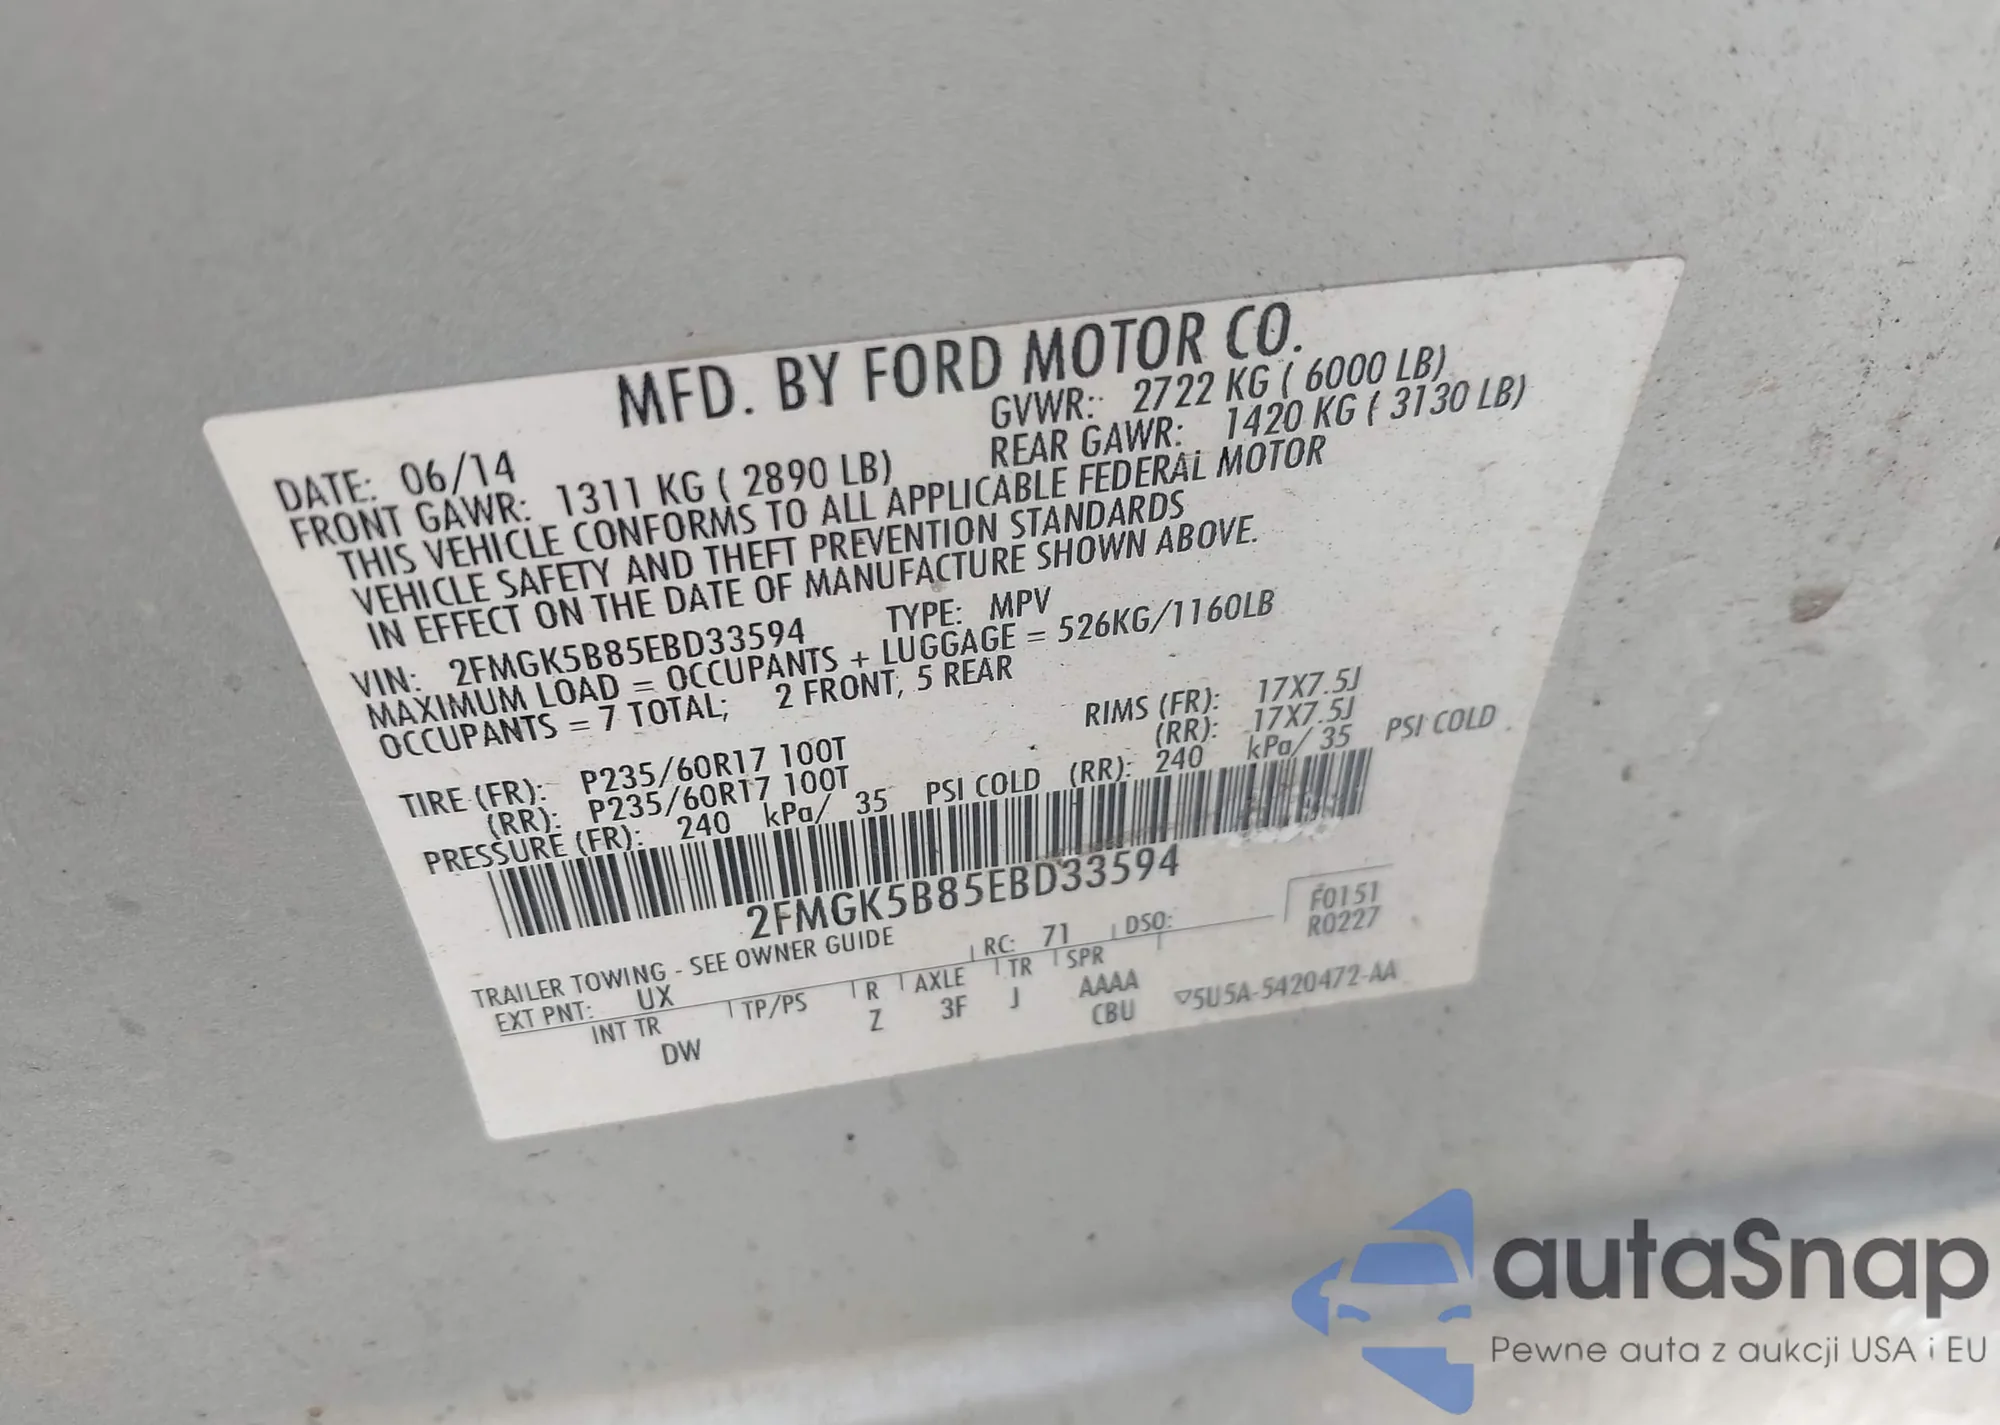 MFD. BY FORD MOTOR CO.
DATE: 06/14 GVWR: 2722 KG ( 6000 LB)
FRONT GAWR: 1311 KG ( 2890 LB) REAR GAWR: 1420 KG ( 3130 LB)
THIS VEHICLE CONFORMS TO ALL APPLICABLE FEDERAL MOTOR
VEHICLE SAFETY AND THEFT PREVENTION STANDARDS
IN EFFECT ON THE DATE OF MANUFACTURE SHOWN ABOVE.
VIN: 2FMGK5B85EBD33594 TYPE: MPV
MAXIMUM LOAD = OCCUPANTS + LUGGAGE = 526KG/1160LB
OCCUPANTS = 7 TOTAL; 2 FRONT, 5 REAR
TIRE (FR): P235/60R17 100T RIMS (FR): 17X7.5J
(RR): P235/60R17 100T (RR): 17X7.5J
PRESSURE (FR): 240 kPa/ 35 PSI COLD (RR): 240 kPa/ 35 PSI COLD
2FMGK5B85EBD33594
TRAILER TOWING - SEE OWNER GUIDE
F0151
EXT PNT: UX RC: 71 DSO: R0227
INT TR TP/PS R AXLE TR SPR
DW Z 3F J AAAA
CBU ▽5U5A-5420472-AA
autaSnap
Pewne auta z aukcji USA i EU